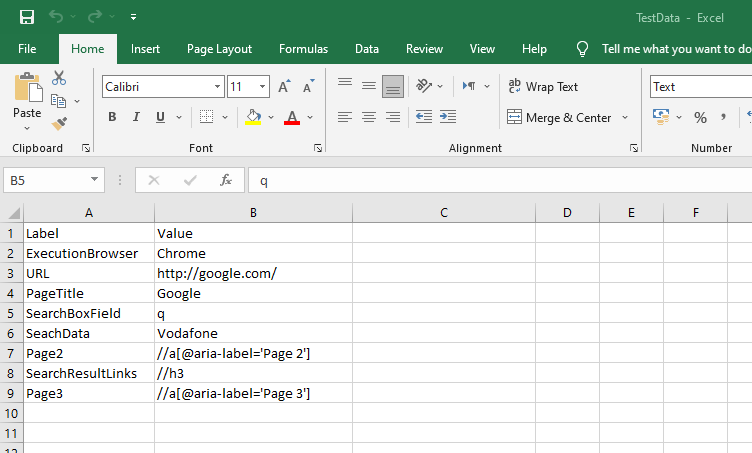 TestData - Excel
File Home Insert Page Layout Formulas Data Review View Help Tell me what you want to do
Calibri 11 ab Wrap Text Text
Paste B I U A Merge & Center % ,
Clipboard Font Alignment Number
B5 fx q
A B C D E F
1 Label Value
2 ExecutionBrowser Chrome
3 URL http://google.com/
4 PageTitle Google
5 SearchBoxField q
6 SeachData Vodafone
7 Page2 //a[@aria-label='Page 2']
8 SearchResultLinks //h3
9 Page3 //a[@aria-label='Page 3']
10
11
12